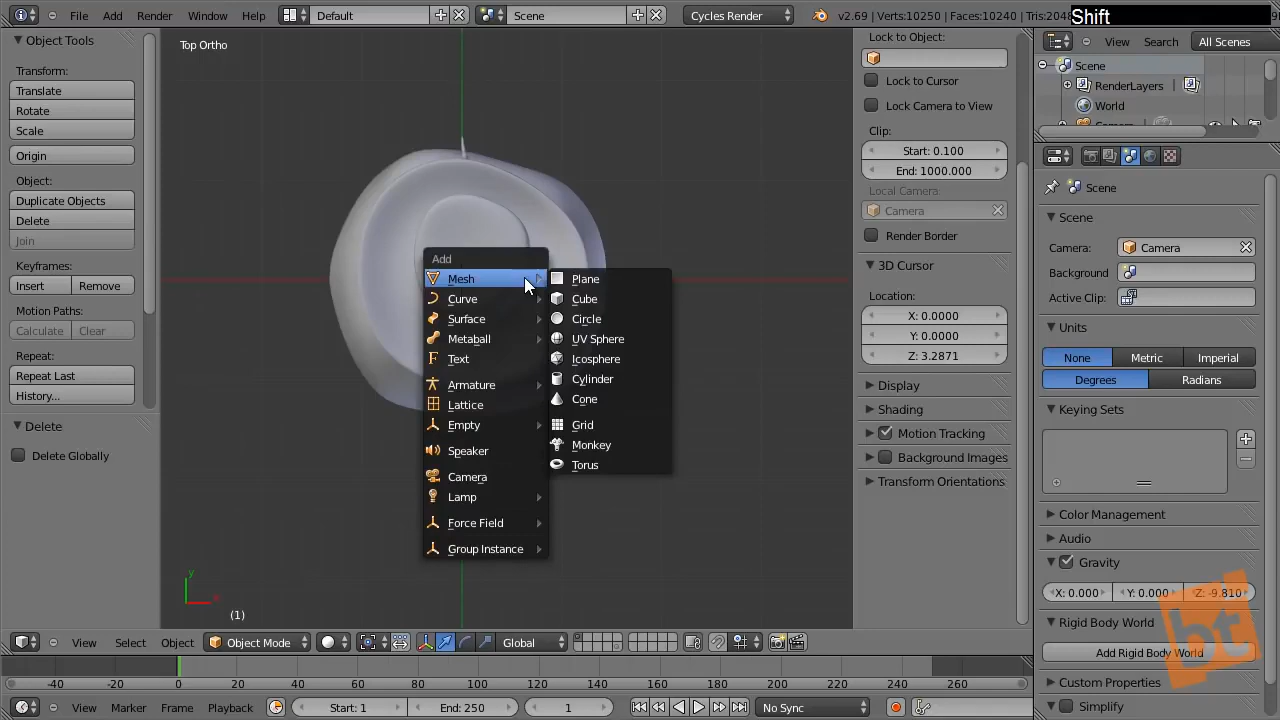 File
Add
Render
Window
Help
Default
Scene
Cycles Render
v2.69 | Verts:10250 | Faces:10240 | Tris:2048
Shift
Object Tools
Transform:
Translate
Rotate
Scale
Origin
Object:
Duplicate Objects
Delete
Join
Keyframes:
Insert
Remove
Motion Paths:
Calculate
Clear
Repeat:
Repeat Last
History...
Delete
Delete Globally
Top Ortho
Add
Mesh
Curve
Surface
Metaball
Text
Armature
Lattice
Empty
Speaker
Camera
Lamp
Force Field
Group Instance
Plane
Cube
Circle
UV Sphere
Icosphere
Cylinder
Cone
Grid
Monkey
Torus
y
x
(1)
Lock to Object:
Lock to Cursor
Lock Camera to View
Clip:
Start: 0.100
End: 1000.000
Local Camera:
Camera
Render Border
3D Cursor
Location:
X: 0.0000
Y: 0.0000
Z: 3.2871
Display
Shading
Motion Tracking
Background Images
Transform Orientations
View
Search
All Scenes
Scene
RenderLayers
World
Scene
Scene
Camera:
Camera
Background
Active Clip:
Units
None
Metric
Imperial
Degrees
Radians
Keying Sets
Color Management
Audio
Gravity
X: 0.000
Y: 0.000
Z: -9.810
Rigid Body World
Add Rigid Body World
Custom Properties
Simplify
bt
View
Select
Object
Object Mode
Global
-40
-20
0
20
40
60
80
100
120
140
160
180
200
220
240
260
View
Marker
Frame
Playback
Start: 1
End: 250
1
No Sync